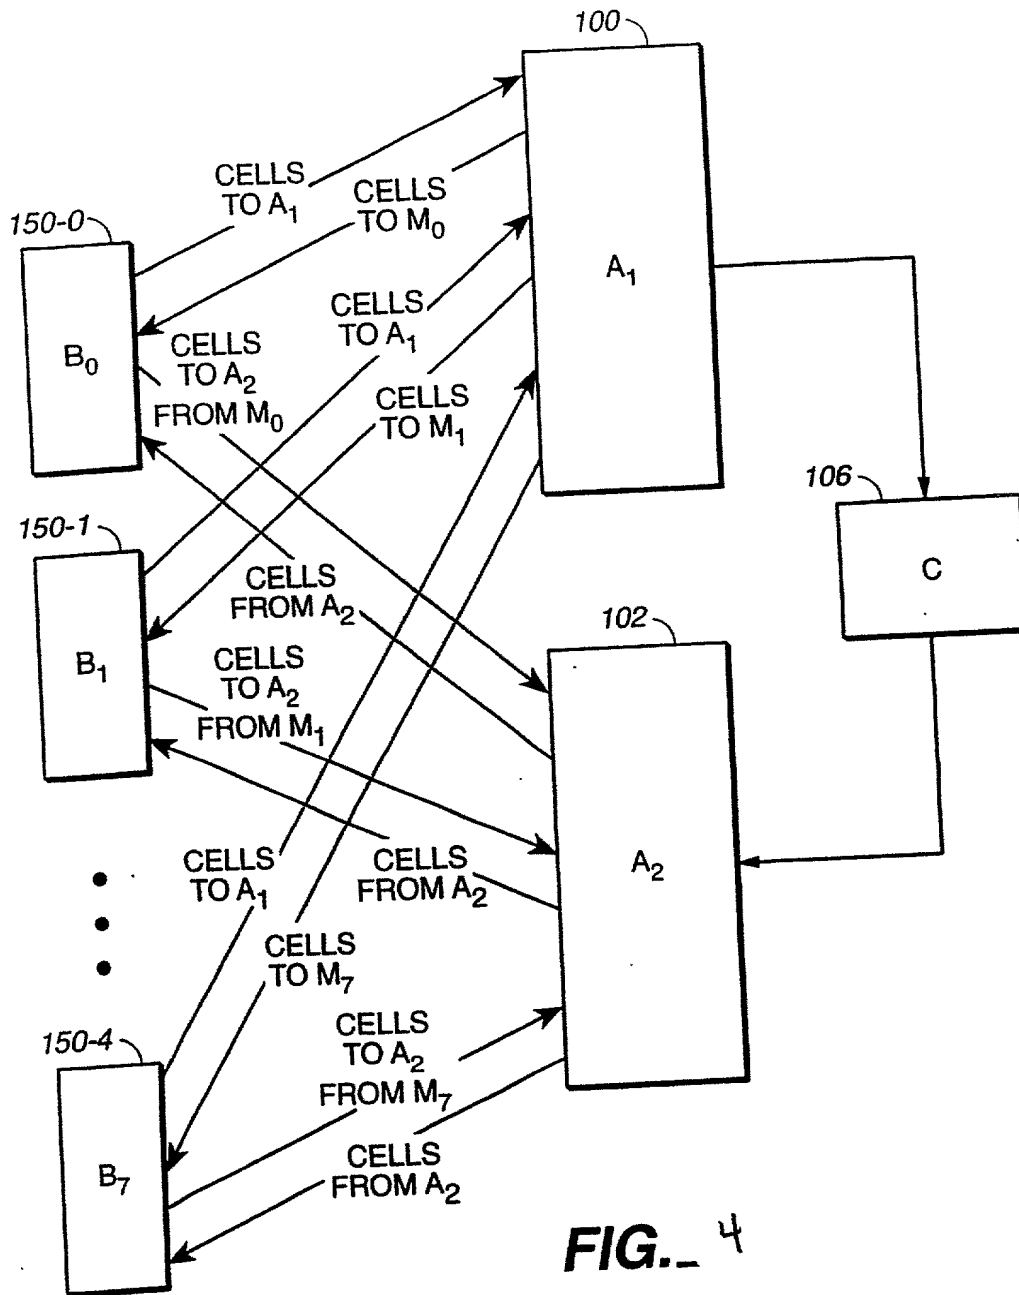 100
CELLS
TO A₁
CELLS
TO M₀
150-0
A₁
CELLS
TO A₁
B₀
CELLS
TO A₂
FROM M₀
CELLS
TO M₁
106
150-1
C
CELLS
FROM A₂
102
B₁
CELLS
TO A₂
FROM M₁
CELLS
TO A₁
CELLS
FROM A₂
A₂
CELLS
TO M₇
150-4
CELLS
TO A₂
FROM M₇
B₇
CELLS
FROM A₂
FIG._ 4